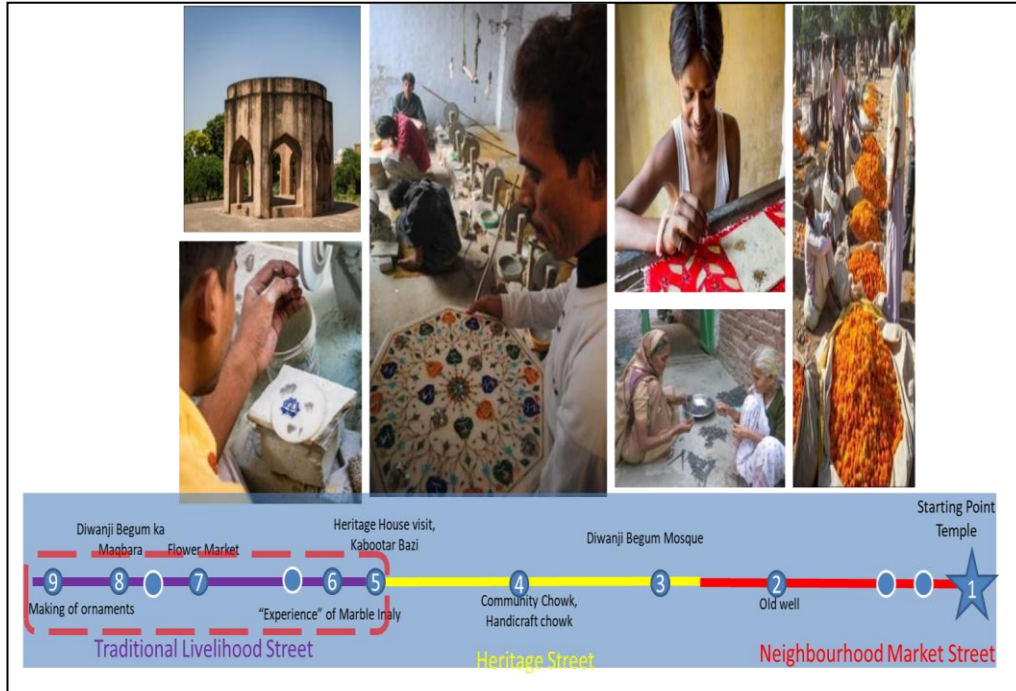 Starting Point
Temple
Heritage House visit,
Kabootar Bazi
Diwanji Begum ka
Maqbara
Flower Market
Diwanji Begum Mosque
9
8
7
6
5
4
3
2
1
Making of ornaments
"Experience" of Marble Inaly
Community Chowk,
Handicraft chowk
Old well
Traditional Livelihood Street
Heritage Street
Neighbourhood Market Street